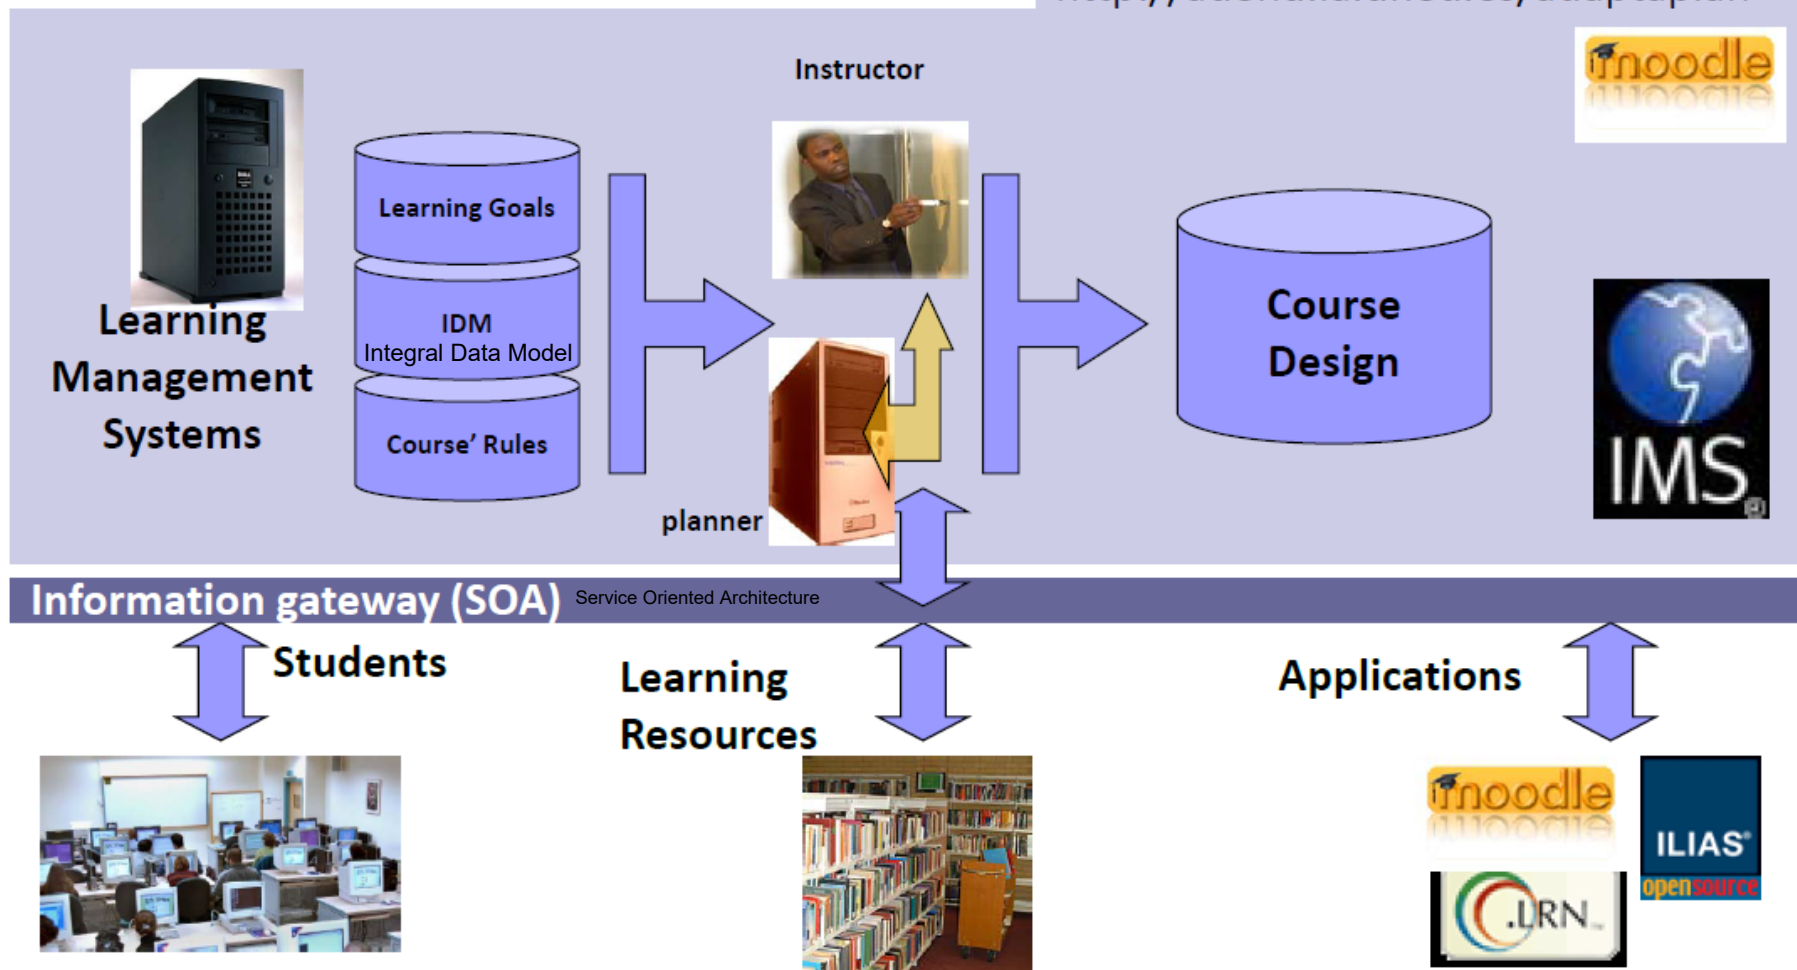 Instructor
moodle
Learning Goals
IDM
Integral Data Model
Course' Rules
Learning
Management
Systems
planner
Course
Design
IMS
Information gateway (SOA) Service Oriented Architecture
Students
Learning
Resources
Applications
moodle
ILIAS
opensource
.LRN